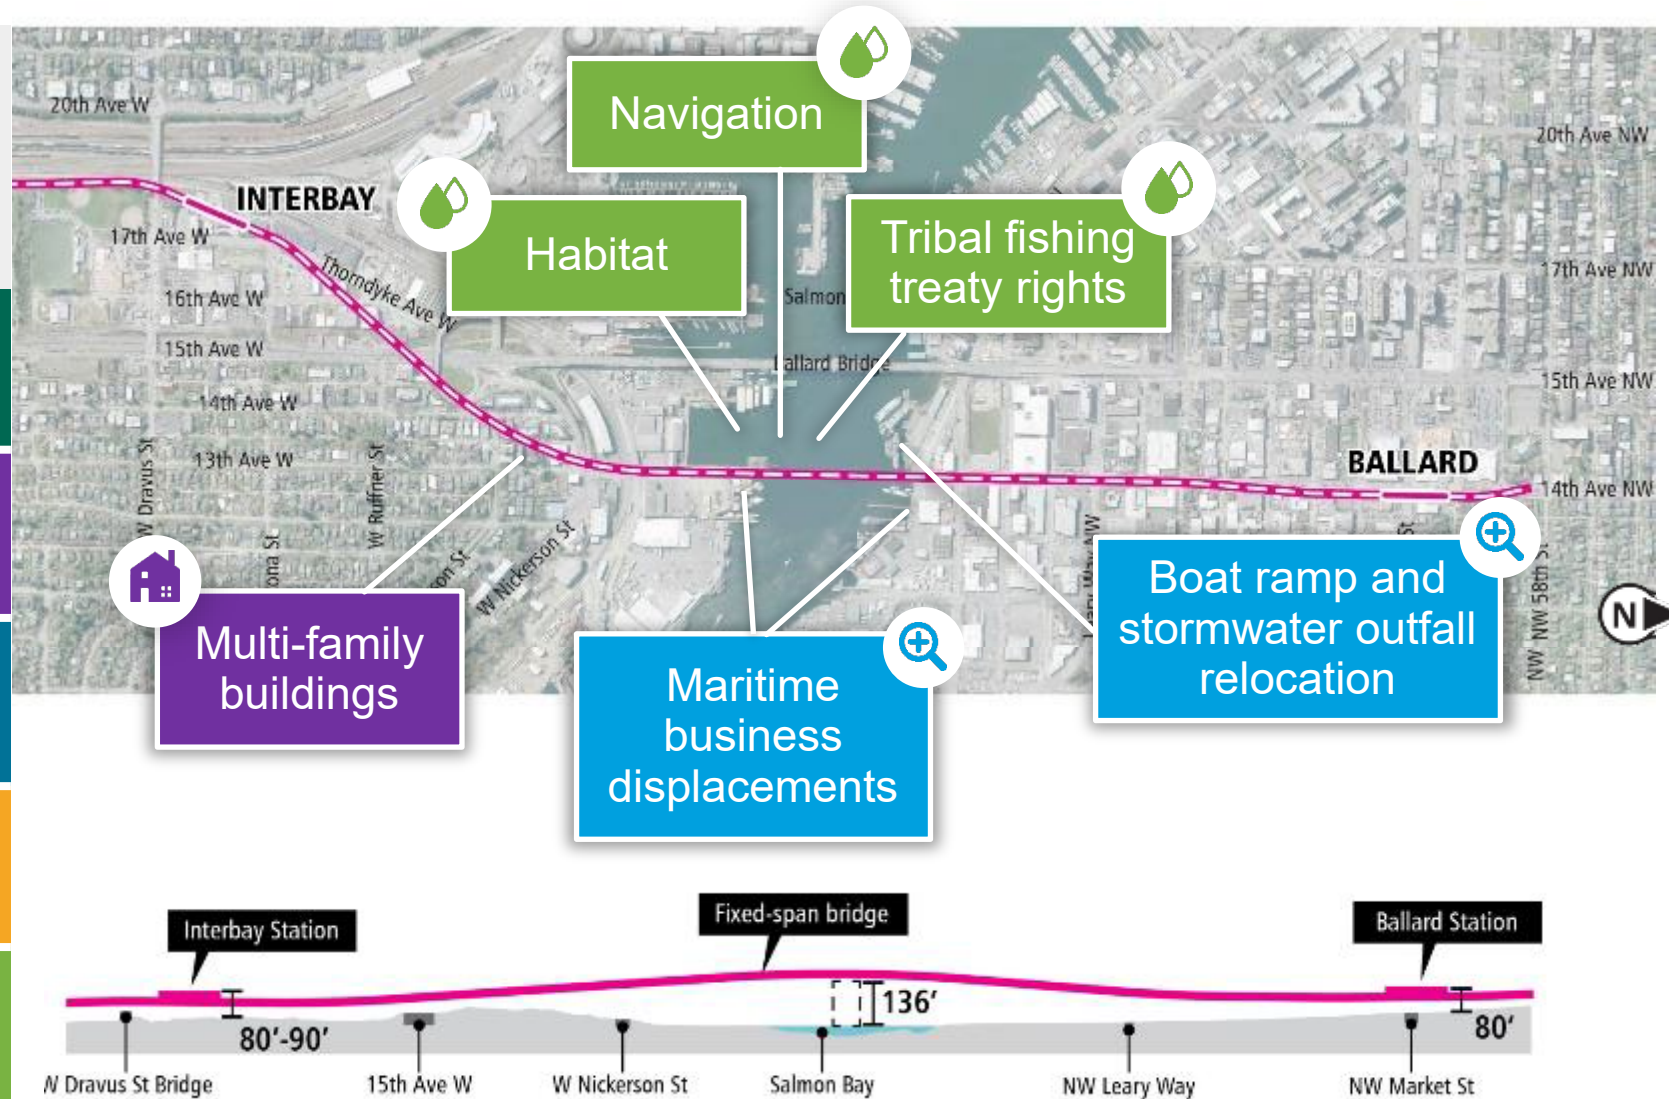 20th Ave W
Navigation
20th Ave NW
INTERBAY
Habitat
Tribal fishing
treaty rights
17th Ave W
Thorndyke Ave W
17th Ave NW
16th Ave W
Salmon
15th Ave W
Ballard Bridge
15th Ave NW
14th Ave W
13th Ave W
BALLARD
14th Ave NW
W Dravus St
W Ruffner St
W Nickerson St
St
NW 58th St
N
Multi-family
buildings
Maritime
business
displacements
Boat ramp and
stormwater outfall
relocation
Interbay Station
Fixed-span bridge
Ballard Station
80'-90'
136'
80'
W Dravus St Bridge
15th Ave W
W Nickerson St
Salmon Bay
NW Leary Way
NW Market St